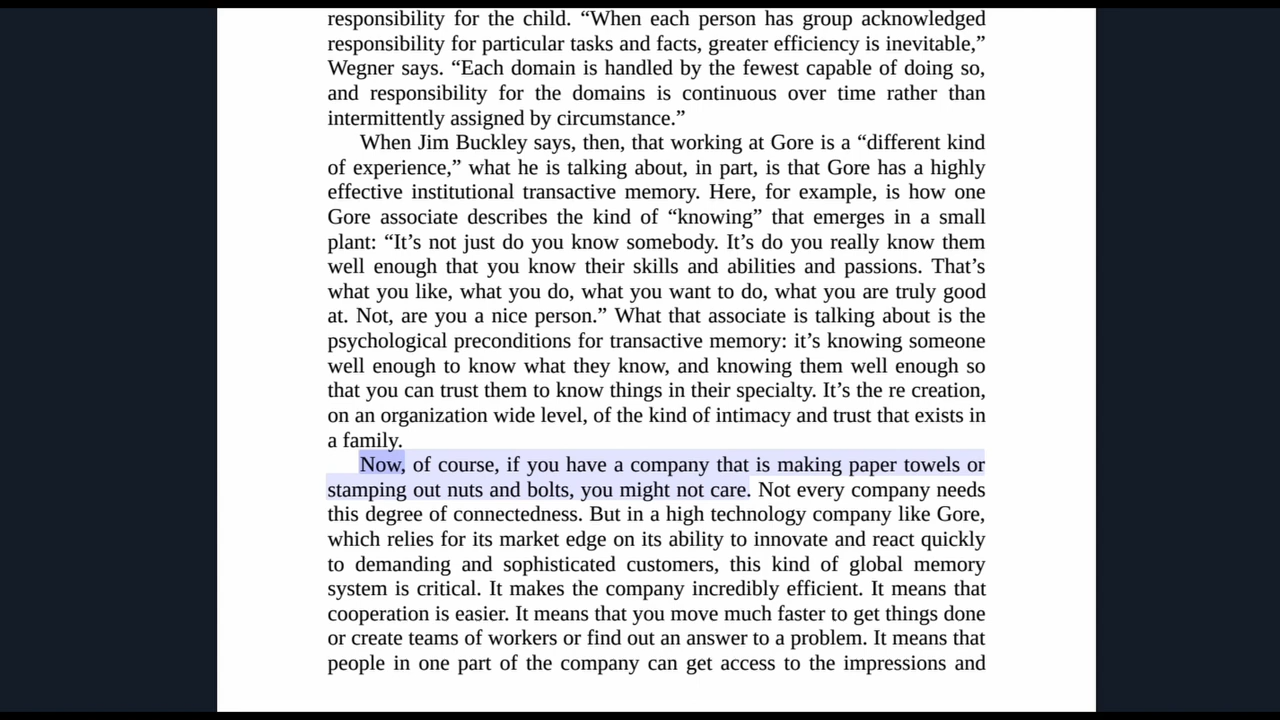 responsibility for the child. “When each person has group acknowledged
responsibility for particular tasks and facts, greater efficiency is inevitable,”
Wegner says. “Each domain is handled by the fewest capable of doing so,
and responsibility for the domains is continuous over time rather than
intermittently assigned by circumstance.”
When Jim Buckley says, then, that working at Gore is a “different kind
of experience,” what he is talking about, in part, is that Gore has a highly
effective institutional transactive memory. Here, for example, is how one
Gore associate describes the kind of “knowing” that emerges in a small
plant: “It’s not just do you know somebody. It’s do you really know them
well enough that you know their skills and abilities and passions. That’s
what you like, what you do, what you want to do, what you are truly good
at. Not, are you a nice person.” What that associate is talking about is the
psychological preconditions for transactive memory: it’s knowing someone
well enough to know what they know, and knowing them well enough so
that you can trust them to know things in their specialty. It’s the re creation,
on an organization wide level, of the kind of intimacy and trust that exists in
a family.
Now, of course, if you have a company that is making paper towels or
stamping out nuts and bolts, you might not care. Not every company needs
this degree of connectedness. But in a high technology company like Gore,
which relies for its market edge on its ability to innovate and react quickly
to demanding and sophisticated customers, this kind of global memory
system is critical. It makes the company incredibly efficient. It means that
cooperation is easier. It means that you move much faster to get things done
or create teams of workers or find out an answer to a problem. It means that
people in one part of the company can get access to the impressions and